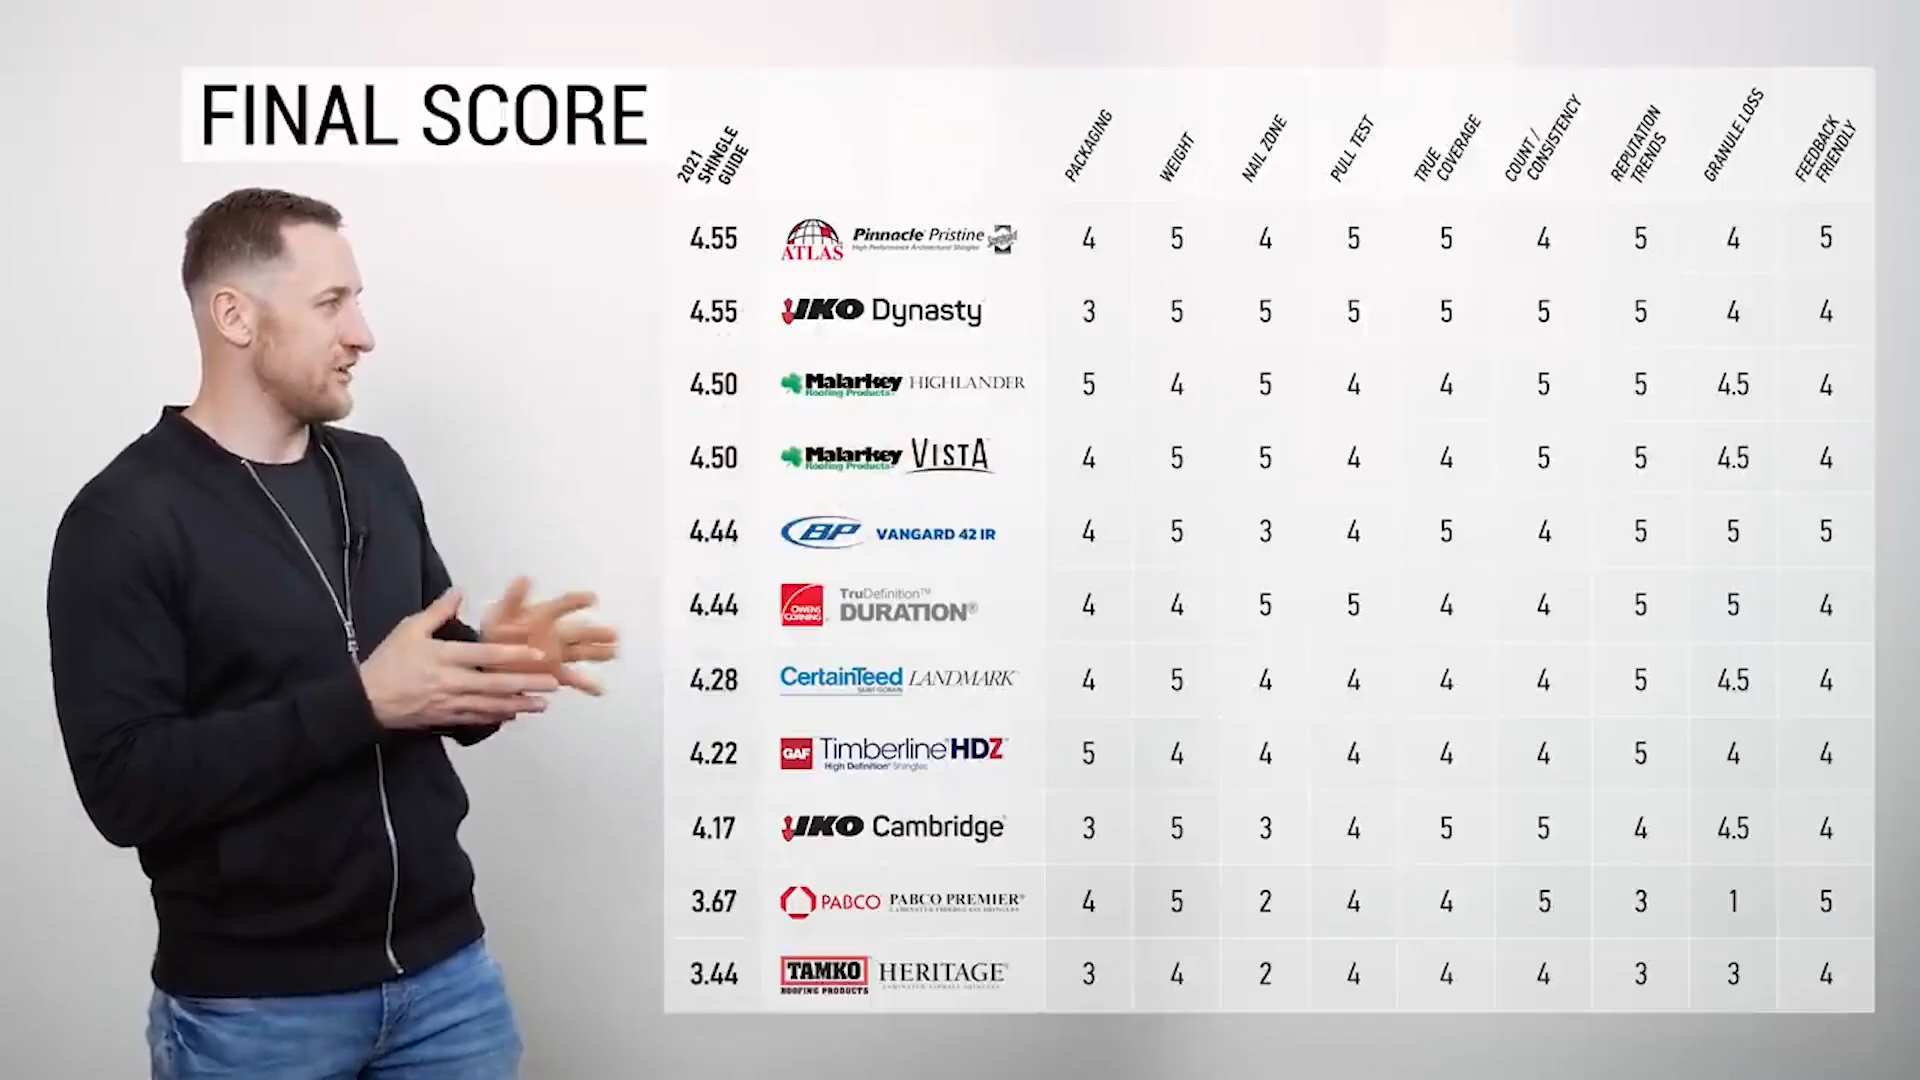 FINAL SCORE
2021 SHINGLE GUIDE
PACKAGING
WEIGHT
NAIL ZONE
PULL TEST
TRUE COVERAGE
COUNT / CONSISTENCY
REPUTATION TRENDS
GRANULE LOSS
FEEDBACK FRIENDLY
4.55 ATLAS Pinnacle Pristine High Performance Architectural Shingles 4 5 4 5 5 4 5 4 5
4.55 IKO Dynasty 3 5 5 5 5 5 5 4 4
4.50 Malarkey Roofing Products HIGHLANDER 5 4 5 4 4 5 5 4.5 4
4.50 Malarkey Roofing Products VISTA 4 5 5 4 4 5 5 4.5 4
4.44 BP VANGARD 42 IR 4 5 3 4 5 4 5 5 5
4.44 OWENS CORNING TruDefinition™ DURATION® 4 4 5 5 4 4 5 5 4
4.28 CertainTeed SAINT-GOBAIN LANDMARK™ 4 5 4 4 4 4 5 4.5 4
4.22 GAF Timberline® HDZ™ High Definition® Shingles 5 4 4 4 4 4 5 4 4
4.17 IKO Cambridge 3 5 3 4 5 5 4 4.5 4
3.67 PABCO PABCO PREMIER® 4 5 2 4 4 5 3 1 5
3.44 TAMKO ROOFING PRODUCTS HERITAGE® 3 4 2 4 4 4 3 3 4